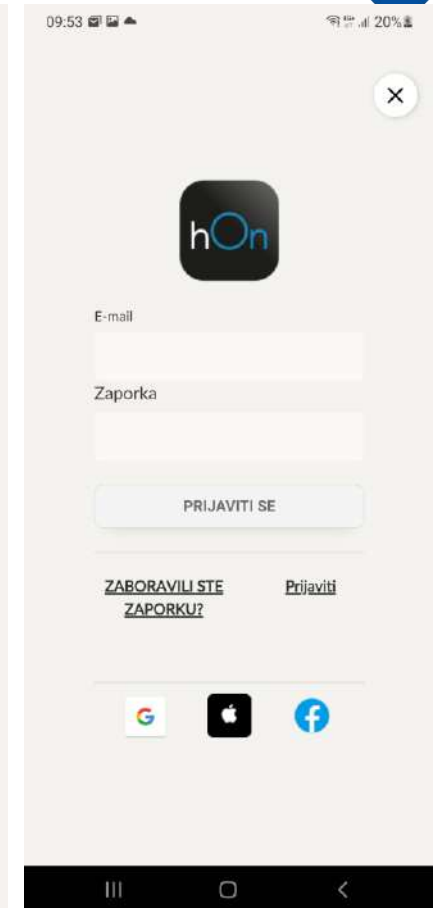 09:53
20%
hOn
E-mail
Zaporka
PRIJAVITI SE
ZABORAVILI STE
ZAPORKU?
Prijaviti
G